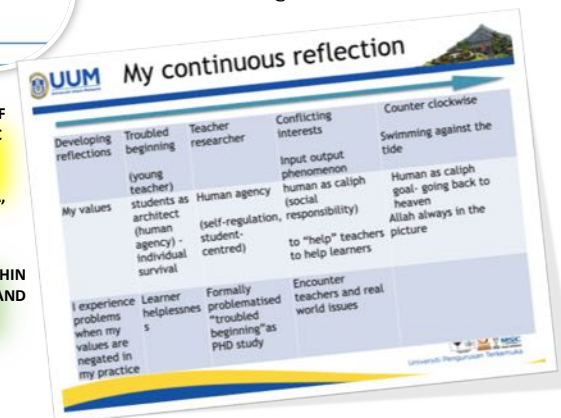 F
C
,
THIN
AND
UUM
My continuous reflection
Developing
reflections
Troubled
beginning
(young
teacher)
Teacher
researcher
Conflicting
interests
Input output
phenomenon
Counter clockwise
Swimming against the
tide
My values
students as
architect
(human
agency) -
individual
survival
Human agency
(self-regulation,
student-
centred)
human as caliph
(social
responsibility)
to "help" teachers
to help learners
Human as caliph
goal- going back to
heaven
Allah always in the
picture
I experience
problems
when my
values are
negated in
my practice
Learner
helplessnes
s
Formally
problematised
"troubled
beginning"as
PHD study
Encounter
teachers and real
world issues
Universiti Pengurusan Terkemuka